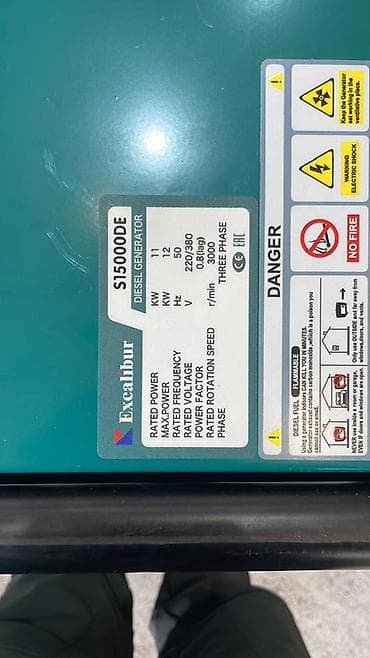 Excalibur
S15000DE
DIESEL GENERATOR
RATED POWER KW 11
MAX.POWER KW 12
RATED FREQUENCY Hz 50
RATED VOLTAGE V 220/380
POWER FACTOR 0.8(lag)
RATED ROTATION SPEED r/min 3000
PHASE THREE PHASE
CE EAC
DANGER
DIESEL FUEL FLAMMABLE
Using a generator indoors CAN KILL YOU IN MINUTES.
Generator exhaust contains carbon monoxide, which is a poison you
cannot see or smell.
NEVER use inside a room or garage,
EVEN IF doors and windows are open.
Only use OUTSIDE and far away from
windows, doors, and vents.
NO FIRE
WARNING
ELECTRIC SHOCK
Keep the Generator
set working in the
ventilative place.